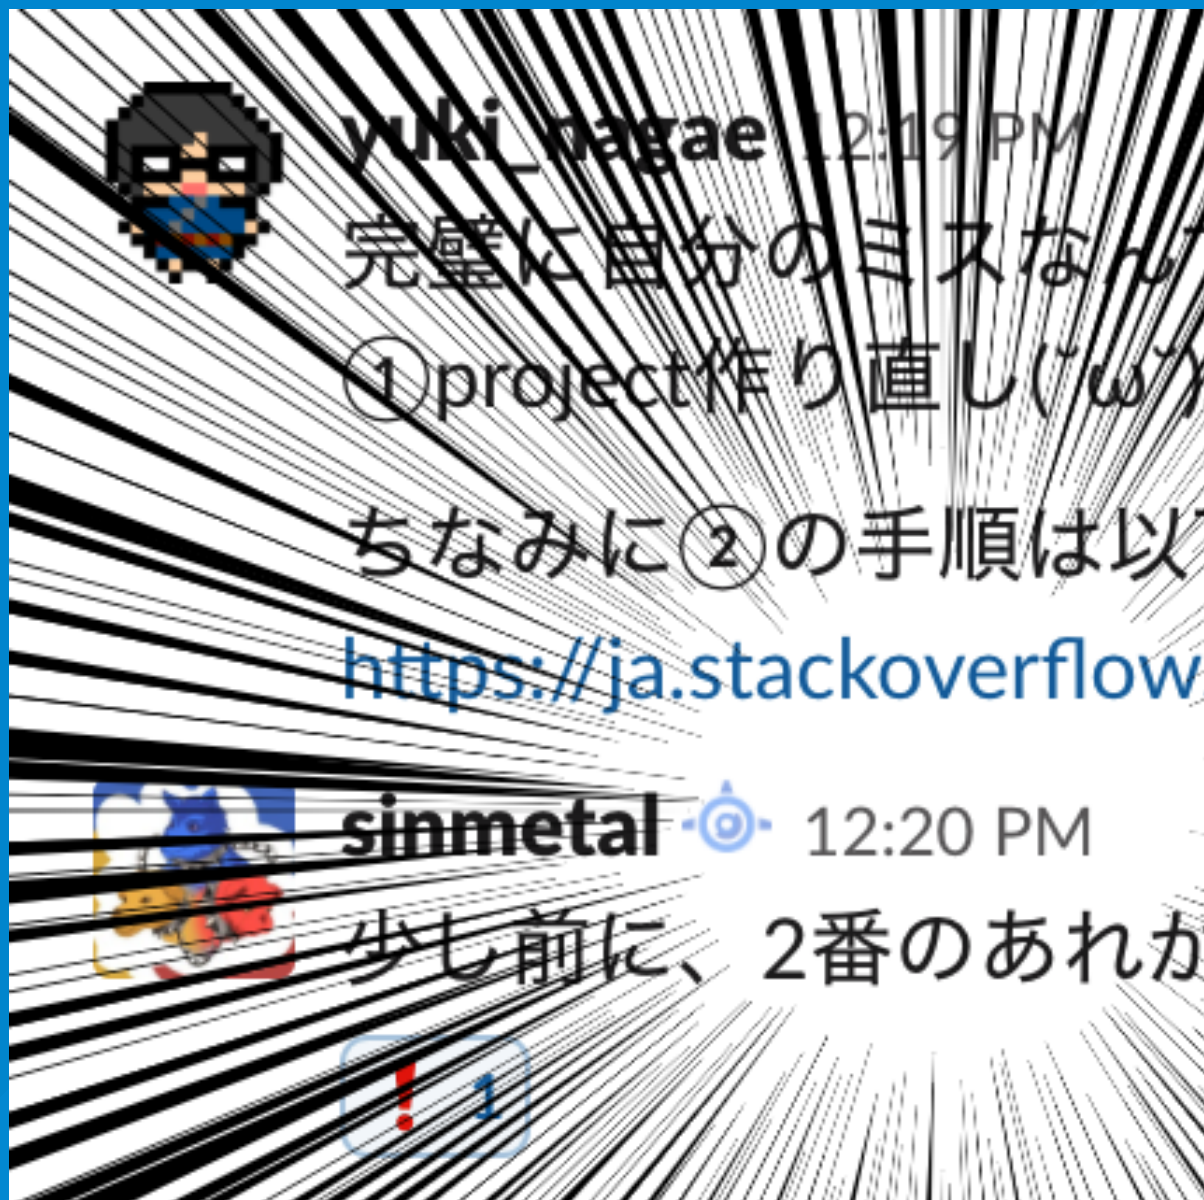 yuki_nagae 12:19 PM
完璧に自分のミスなん
①project作り直し(˘ω˘)
ちなみに②の手順は以
https://ja.stackoverflow
sinmetal 12:20 PM
少し前に、2番のあれか
❗ 1